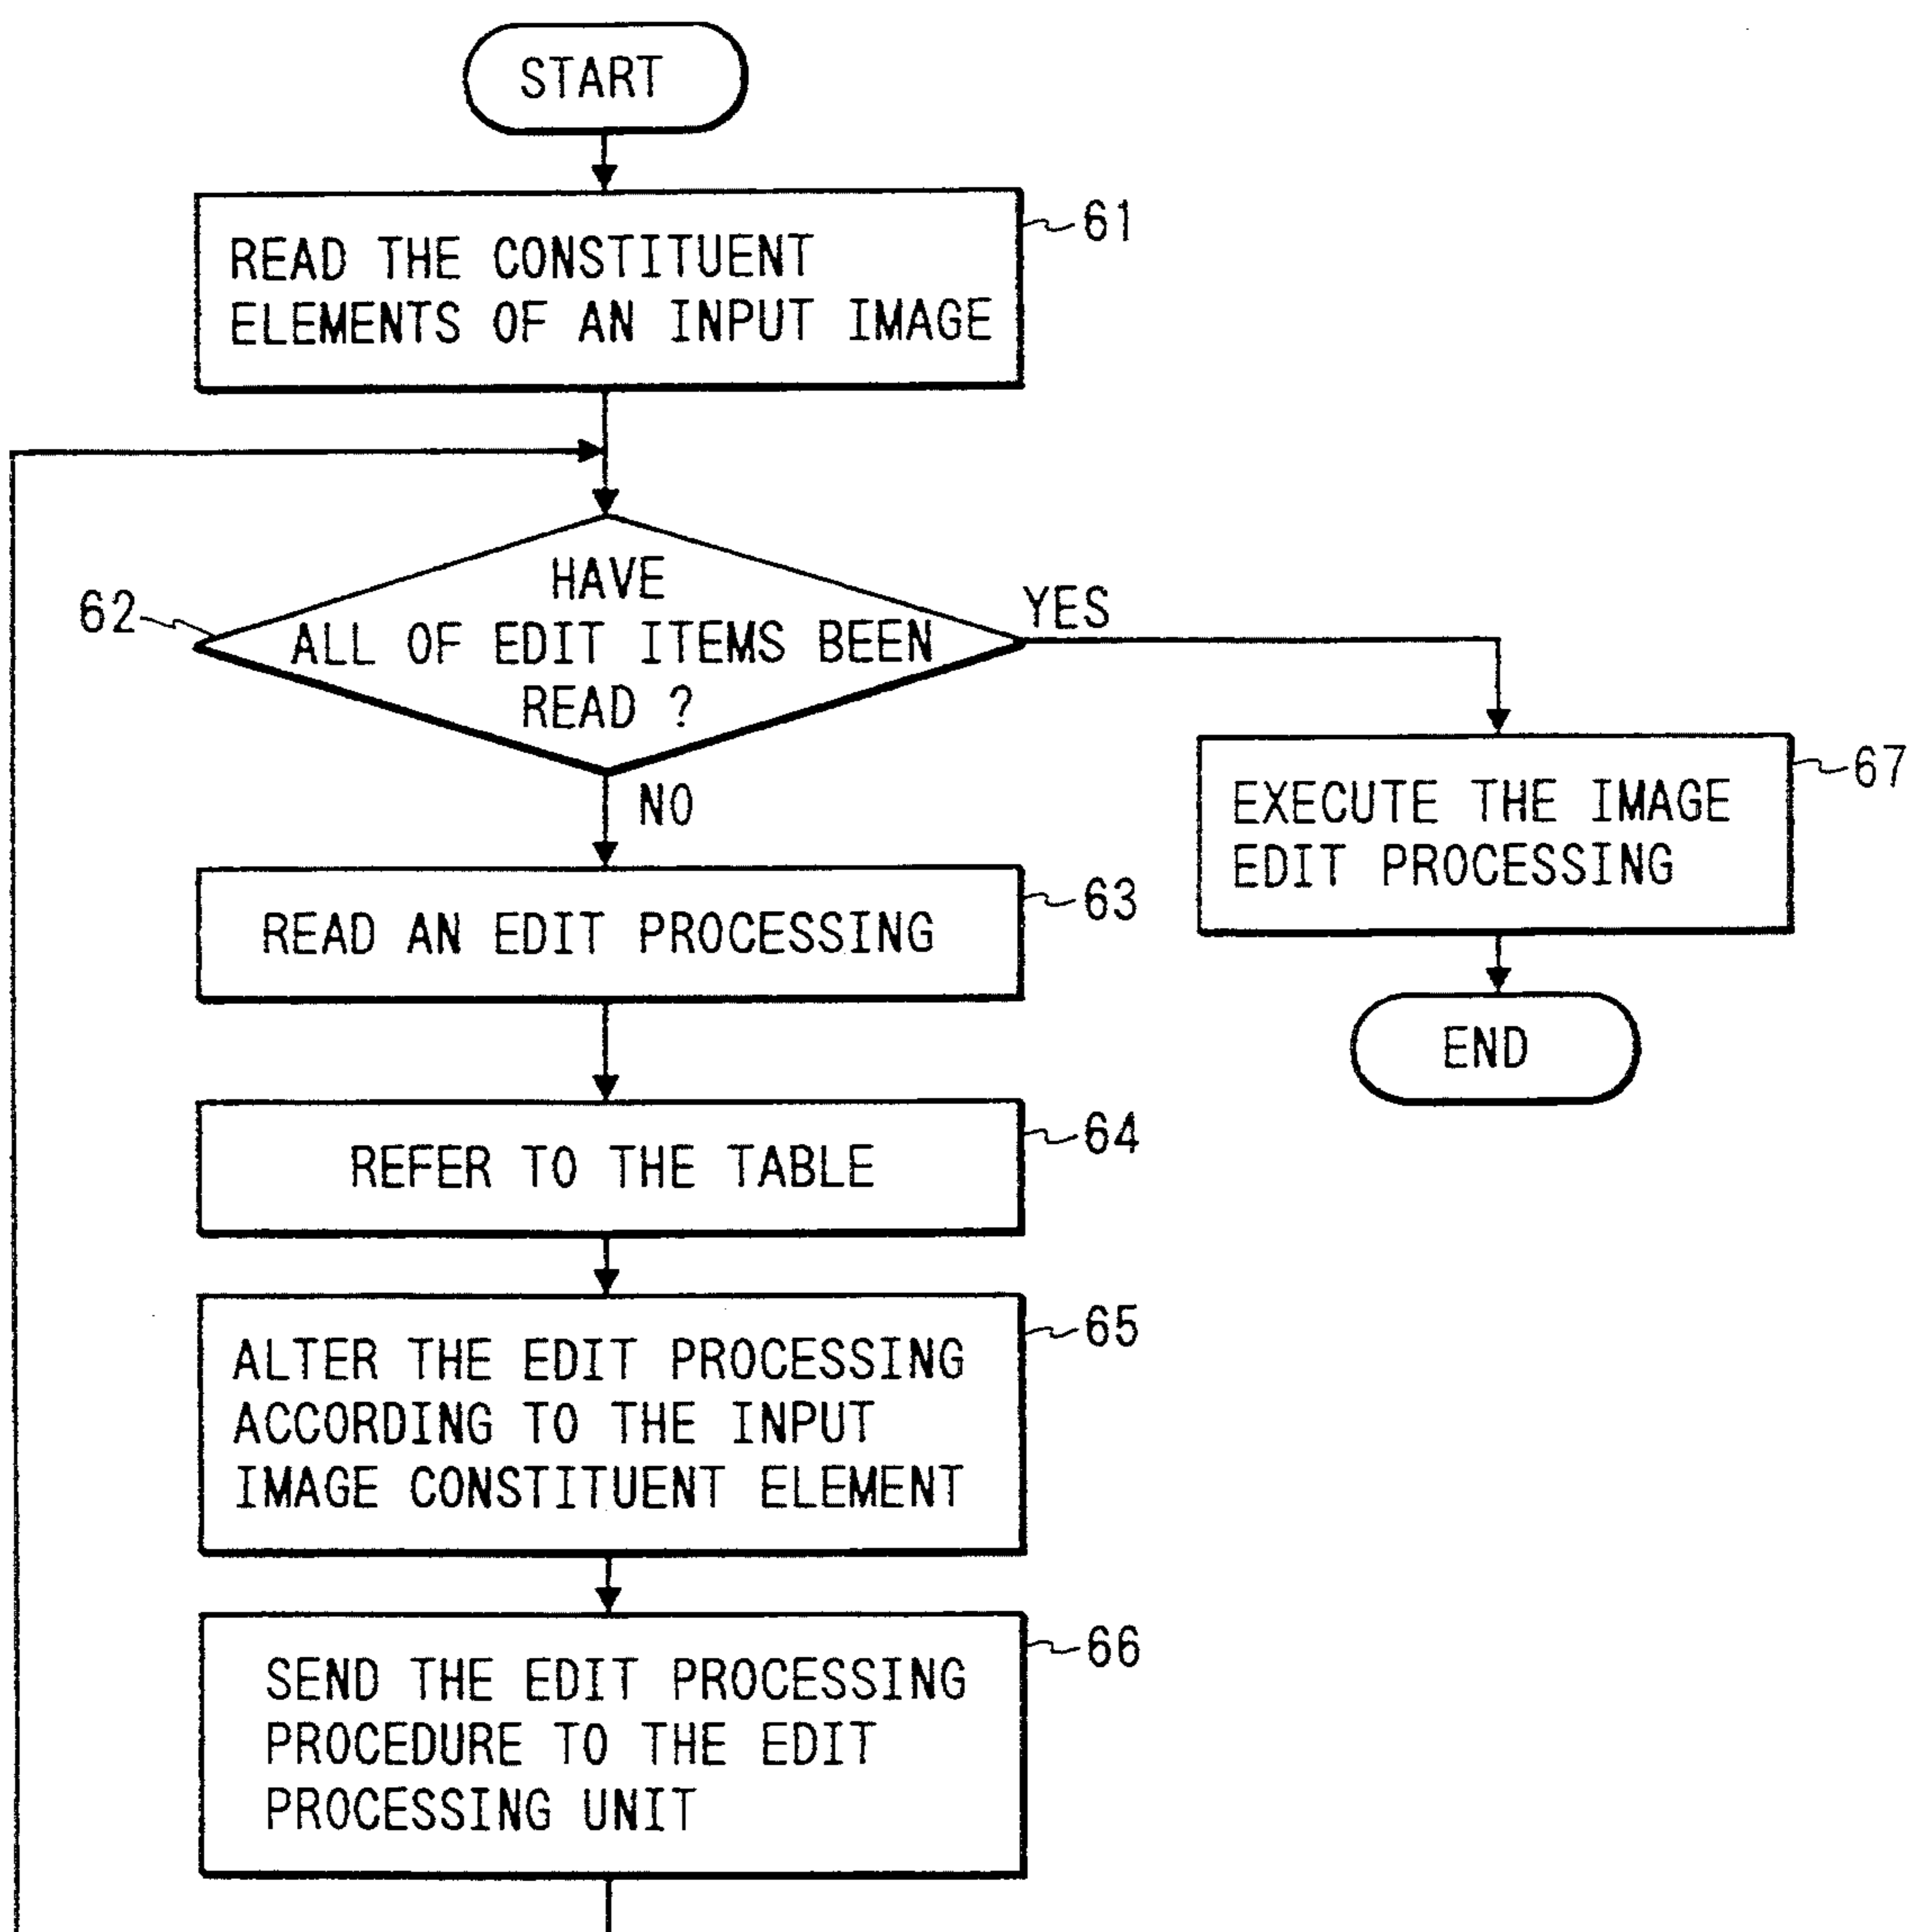 START
READ THE CONSTITUENT
ELEMENTS OF AN INPUT IMAGE
61
HAVE
ALL OF EDIT ITEMS BEEN
READ ?
62
YES
NO
EXECUTE THE IMAGE
EDIT PROCESSING
67
END
READ AN EDIT PROCESSING
63
REFER TO THE TABLE
64
ALTER THE EDIT PROCESSING
ACCORDING TO THE INPUT
IMAGE CONSTITUENT ELEMENT
65
SEND THE EDIT PROCESSING
PROCEDURE TO THE EDIT
PROCESSING UNIT
66